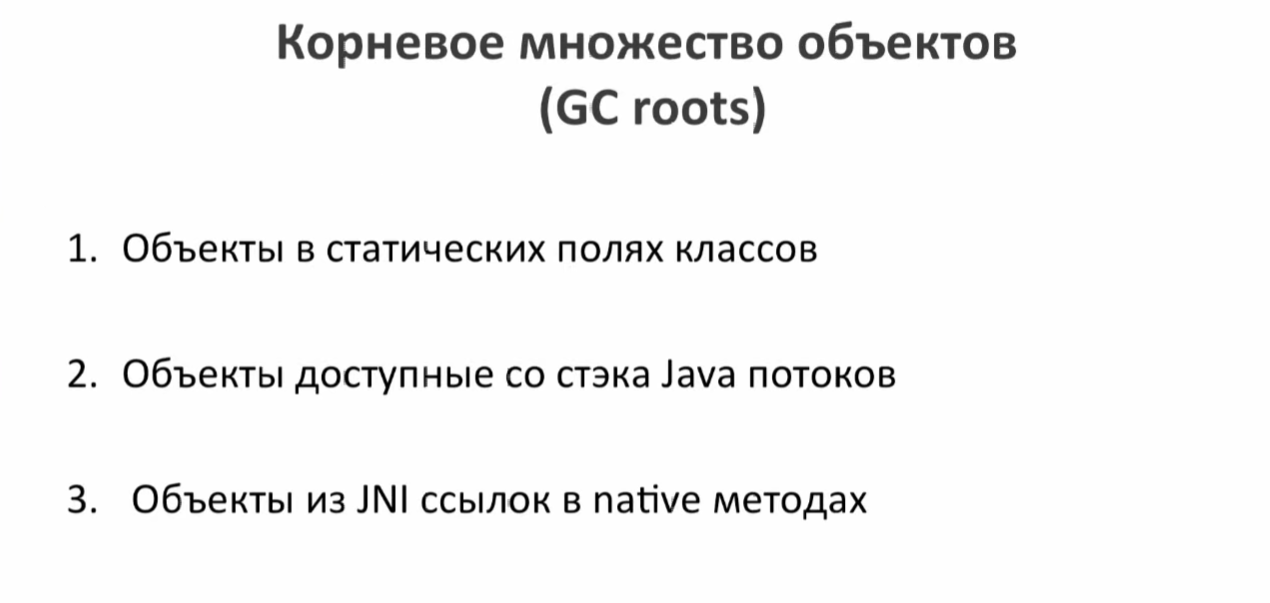 Корневое множество объектов
(GC roots)
1. Объекты в статических полях классов
2. Объекты доступные со стэка Java потоков
3. Объекты из JNI ссылок в native методах